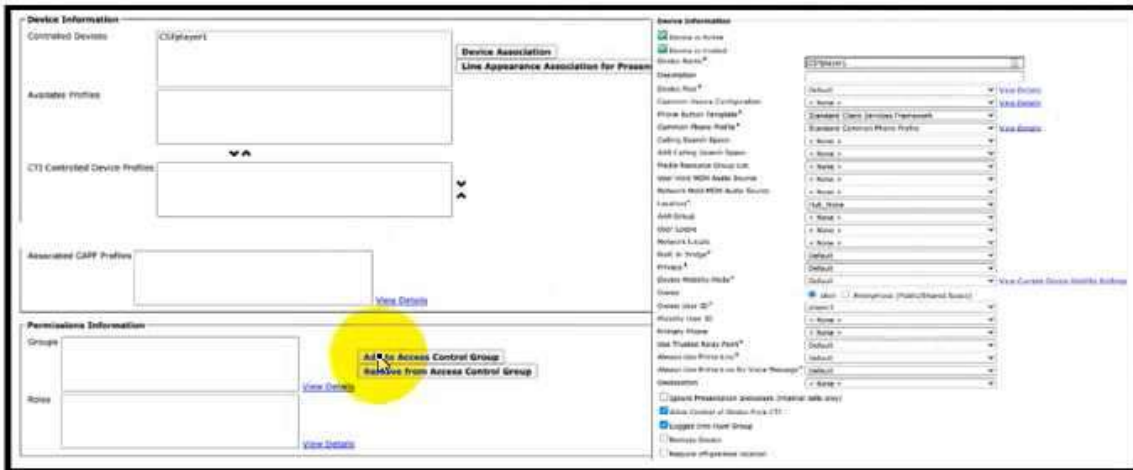 Device Information
Controlled Devices
CSFplayer1
Device Association
Line Appearance Association for Presen
Available Profiles
CTI Controlled Device Profiles
Associated CAPF Profiles
View Details
Permissions Information
Groups
Add to Access Control Group
Remove from Access Control Group
View Details
Roles
View Details
Device Information
Device is Active
Device is trusted
Device Name*
CSFplayer1
Description
Device Pool*
Default
View Details
Common Device Configuration
< None >
View Details
Phone Button Template*
Standard Client Services Framework
Common Phone Profile*
Standard Common Phone Profile
View Details
Calling Search Space
< None >
AAR Calling Search Space
< None >
Media Resource Group List
< None >
User Hold MOH Audio Source
< None >
Network Hold MOH Audio Source
< None >
Location*
Hub_None
AAR Group
< None >
User Locale
< None >
Network Locale
< None >
Built In Bridge*
Default
Privacy*
Default
Device Mobility Mode*
Default
View Current Device Mobility Settings
Owner
User
Anonymous (Public/Shared Space)
Owner User ID*
Mobility User ID
< None >
Primary Phone
< None >
Use Trusted Relay Point*
Default
Always Use Prime Line*
Default
Always Use Prime Line for Voice Message*
Default
Geolocation
< None >
Ignore Presentation Indicators (internal calls only)
Allow Control of Device from CTI
Logged Into Hunt Group
Remote Device
Require off-premise location